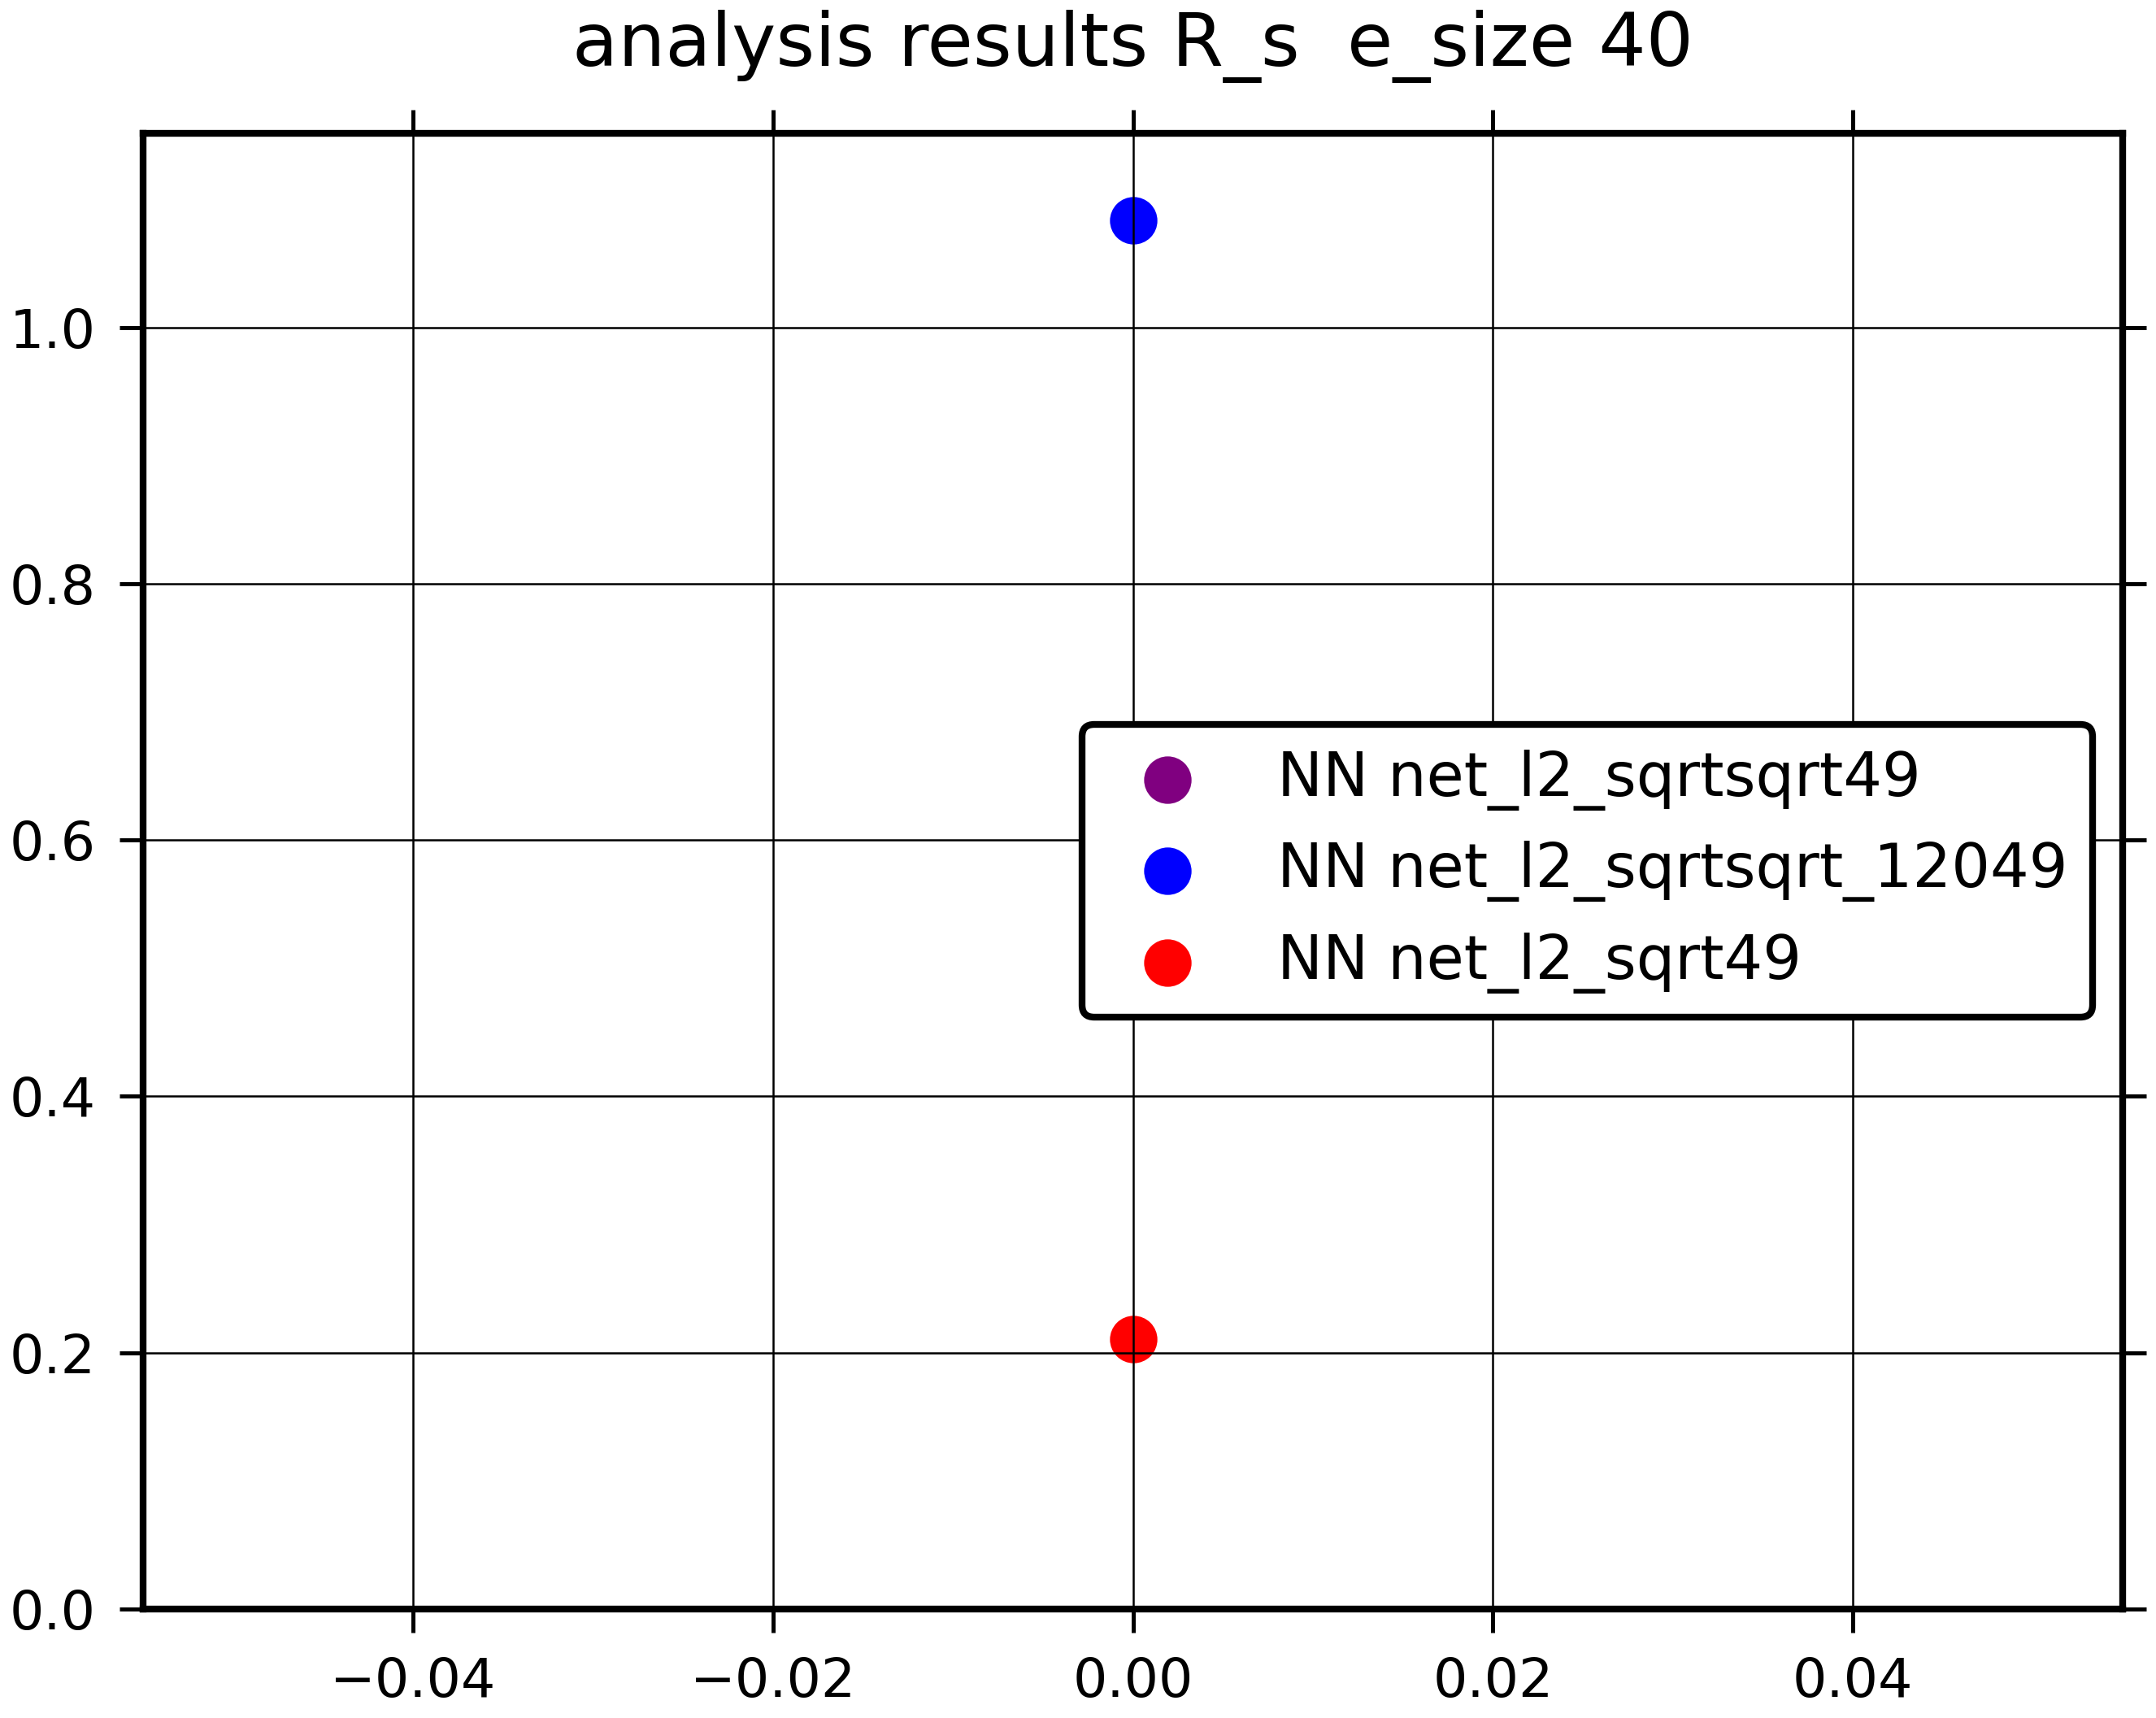 analysis results R_s  e_size 40
1.0
0.8
0.6
0.4
0.2
0.0
NN net_l2_sqrtsqrt49
NN net_l2_sqrtsqrt_12049
NN net_l2_sqrt49
−0.04 −0.02 0.00 0.02 0.04